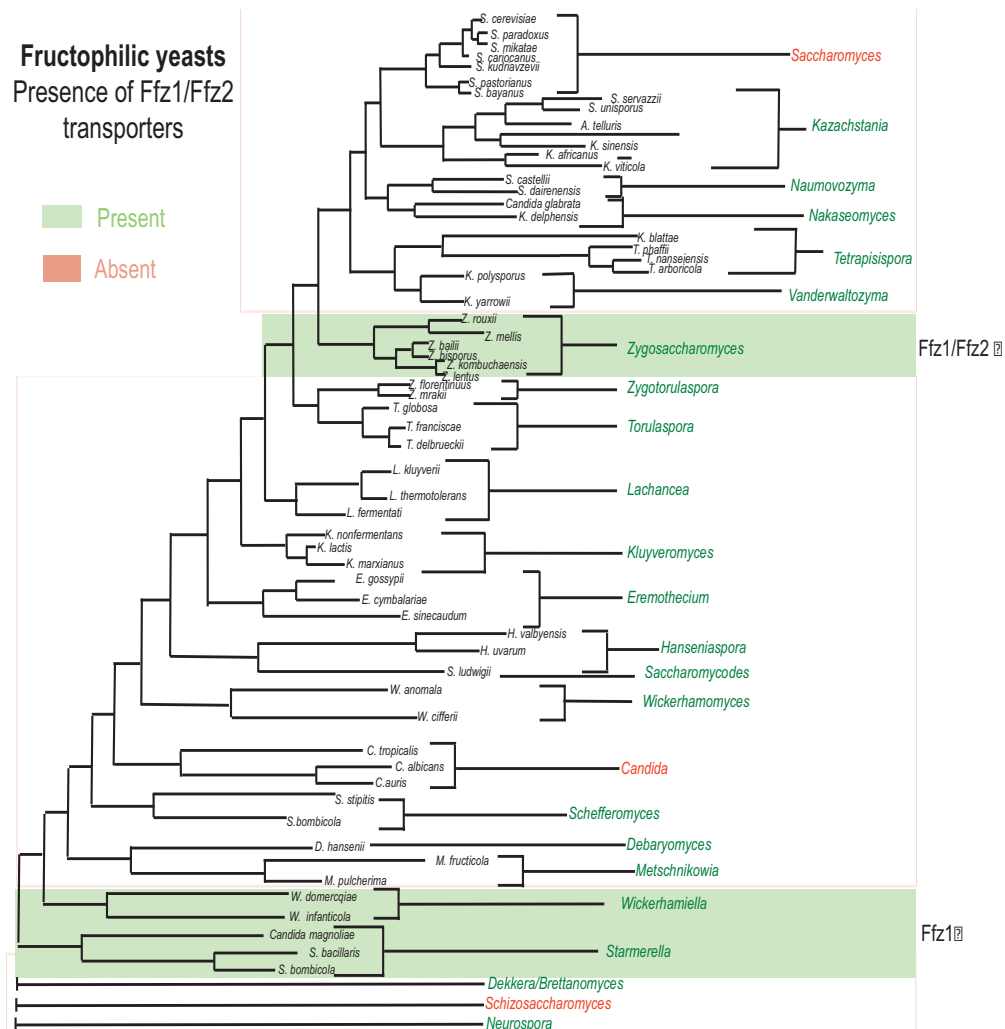 Fructophilic yeasts
Presence of Ffz1/Ffz2
transporters
Present
Absent
S. cerevisiae
S. paradoxus
S. mikatae
S. cariocanus
S. kudriavzevii
S. pastorianus
S. bayanus
Saccharomyces
S. servazzii
S. unisporus
A. telluris
K. sinensis
K. africanus
K. viticola
Kazachstania
S. castellii
S. dairenensis
Naumovozyma
Candida glabrata
K. delphensis
Nakaseomyces
K. blattae
T. phaffii
T. nanseiensis
T. arboricola
Tetrapisispora
K. polysporus
K. yarrowii
Vanderwaltozyma
Z. rouxii
Z. mellis
Z. bailii
Z. bisporus
Z. kombuchaensis
Z. lentus
Zygosaccharomyces
Ffz1/Ffz2
Z. florentinuus
Z. mrakii
Zygotorulaspora
T. globosa
T. franciscae
T. delbrueckii
Torulaspora
L. kluyverii
L. thermotolerans
L. fermentati
Lachancea
K. nonfermentans
K. lactis
K. marxianus
Kluyveromyces
E. gossypii
E. cymbalariae
E. sinecaudum
Eremothecium
H. valbyensis
H. uvarum
Hanseniaspora
S. ludwigii
Saccharomycodes
W. anomala
W. cifferii
Wickerhamomyces
C. tropicalis
C. albicans
C.auris
Candida
S. stipitis
S.bombicola
Schefferomyces
D. hansenii
Debaryomyces
M. fructicola
M. pulcherima
Metschnikowia
W. domercqiae
W. infanticola
Wickerhamiella
Candida magnoliae
S. bacillaris
S. bombicola
Starmerella
Ffz1
Dekkera/Brettanomyces
Schizosaccharomyces
Neurospora